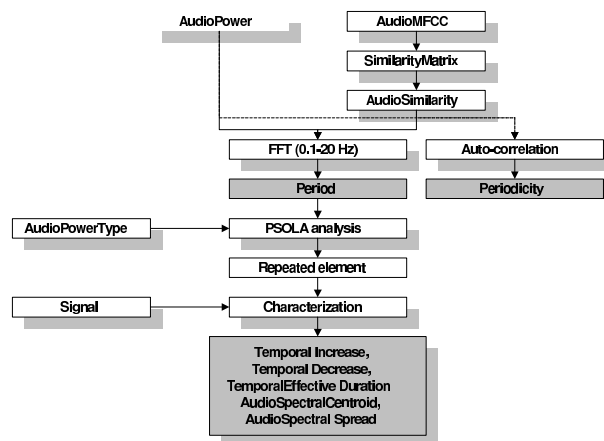 AudioPower
AudioMFCC
SimilarityMatrix
AudioSimilarity
FFT (0.1-20 Hz)
Auto-correlation
Period
Periodicity
AudioPowerType
PSOLA analysis
Repeated element
Signal
Characterization
Temporal Increase,
Temporal Decrease,
TemporalEffective Duration
AudioSpectralCentroid,
AudioSpectral Spread